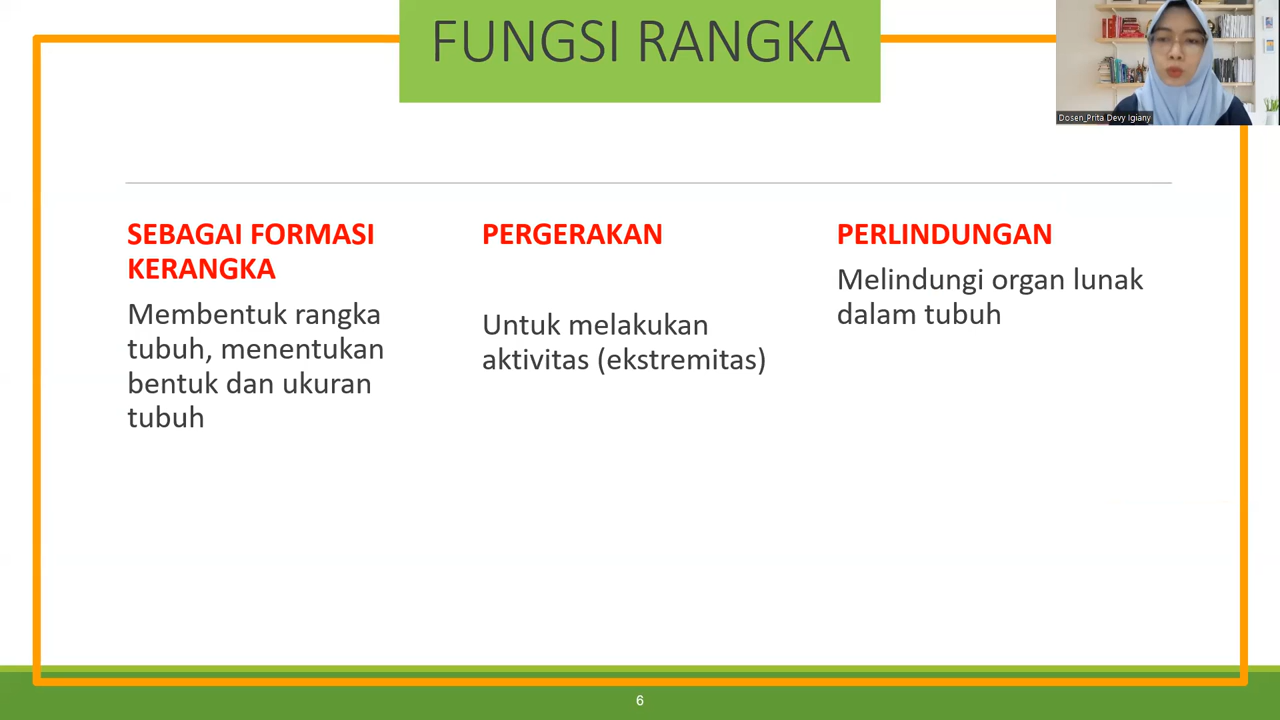 FUNGSI RANGKA
Dosen_Prita Devy Igiany
SEBAGAI FORMASI
KERANGKA
Membentuk rangka
tubuh, menentukan
bentuk dan ukuran
tubuh
PERGERAKAN
Untuk melakukan
aktivitas (ekstremitas)
PERLINDUNGAN
Melindungi organ lunak
dalam tubuh
6